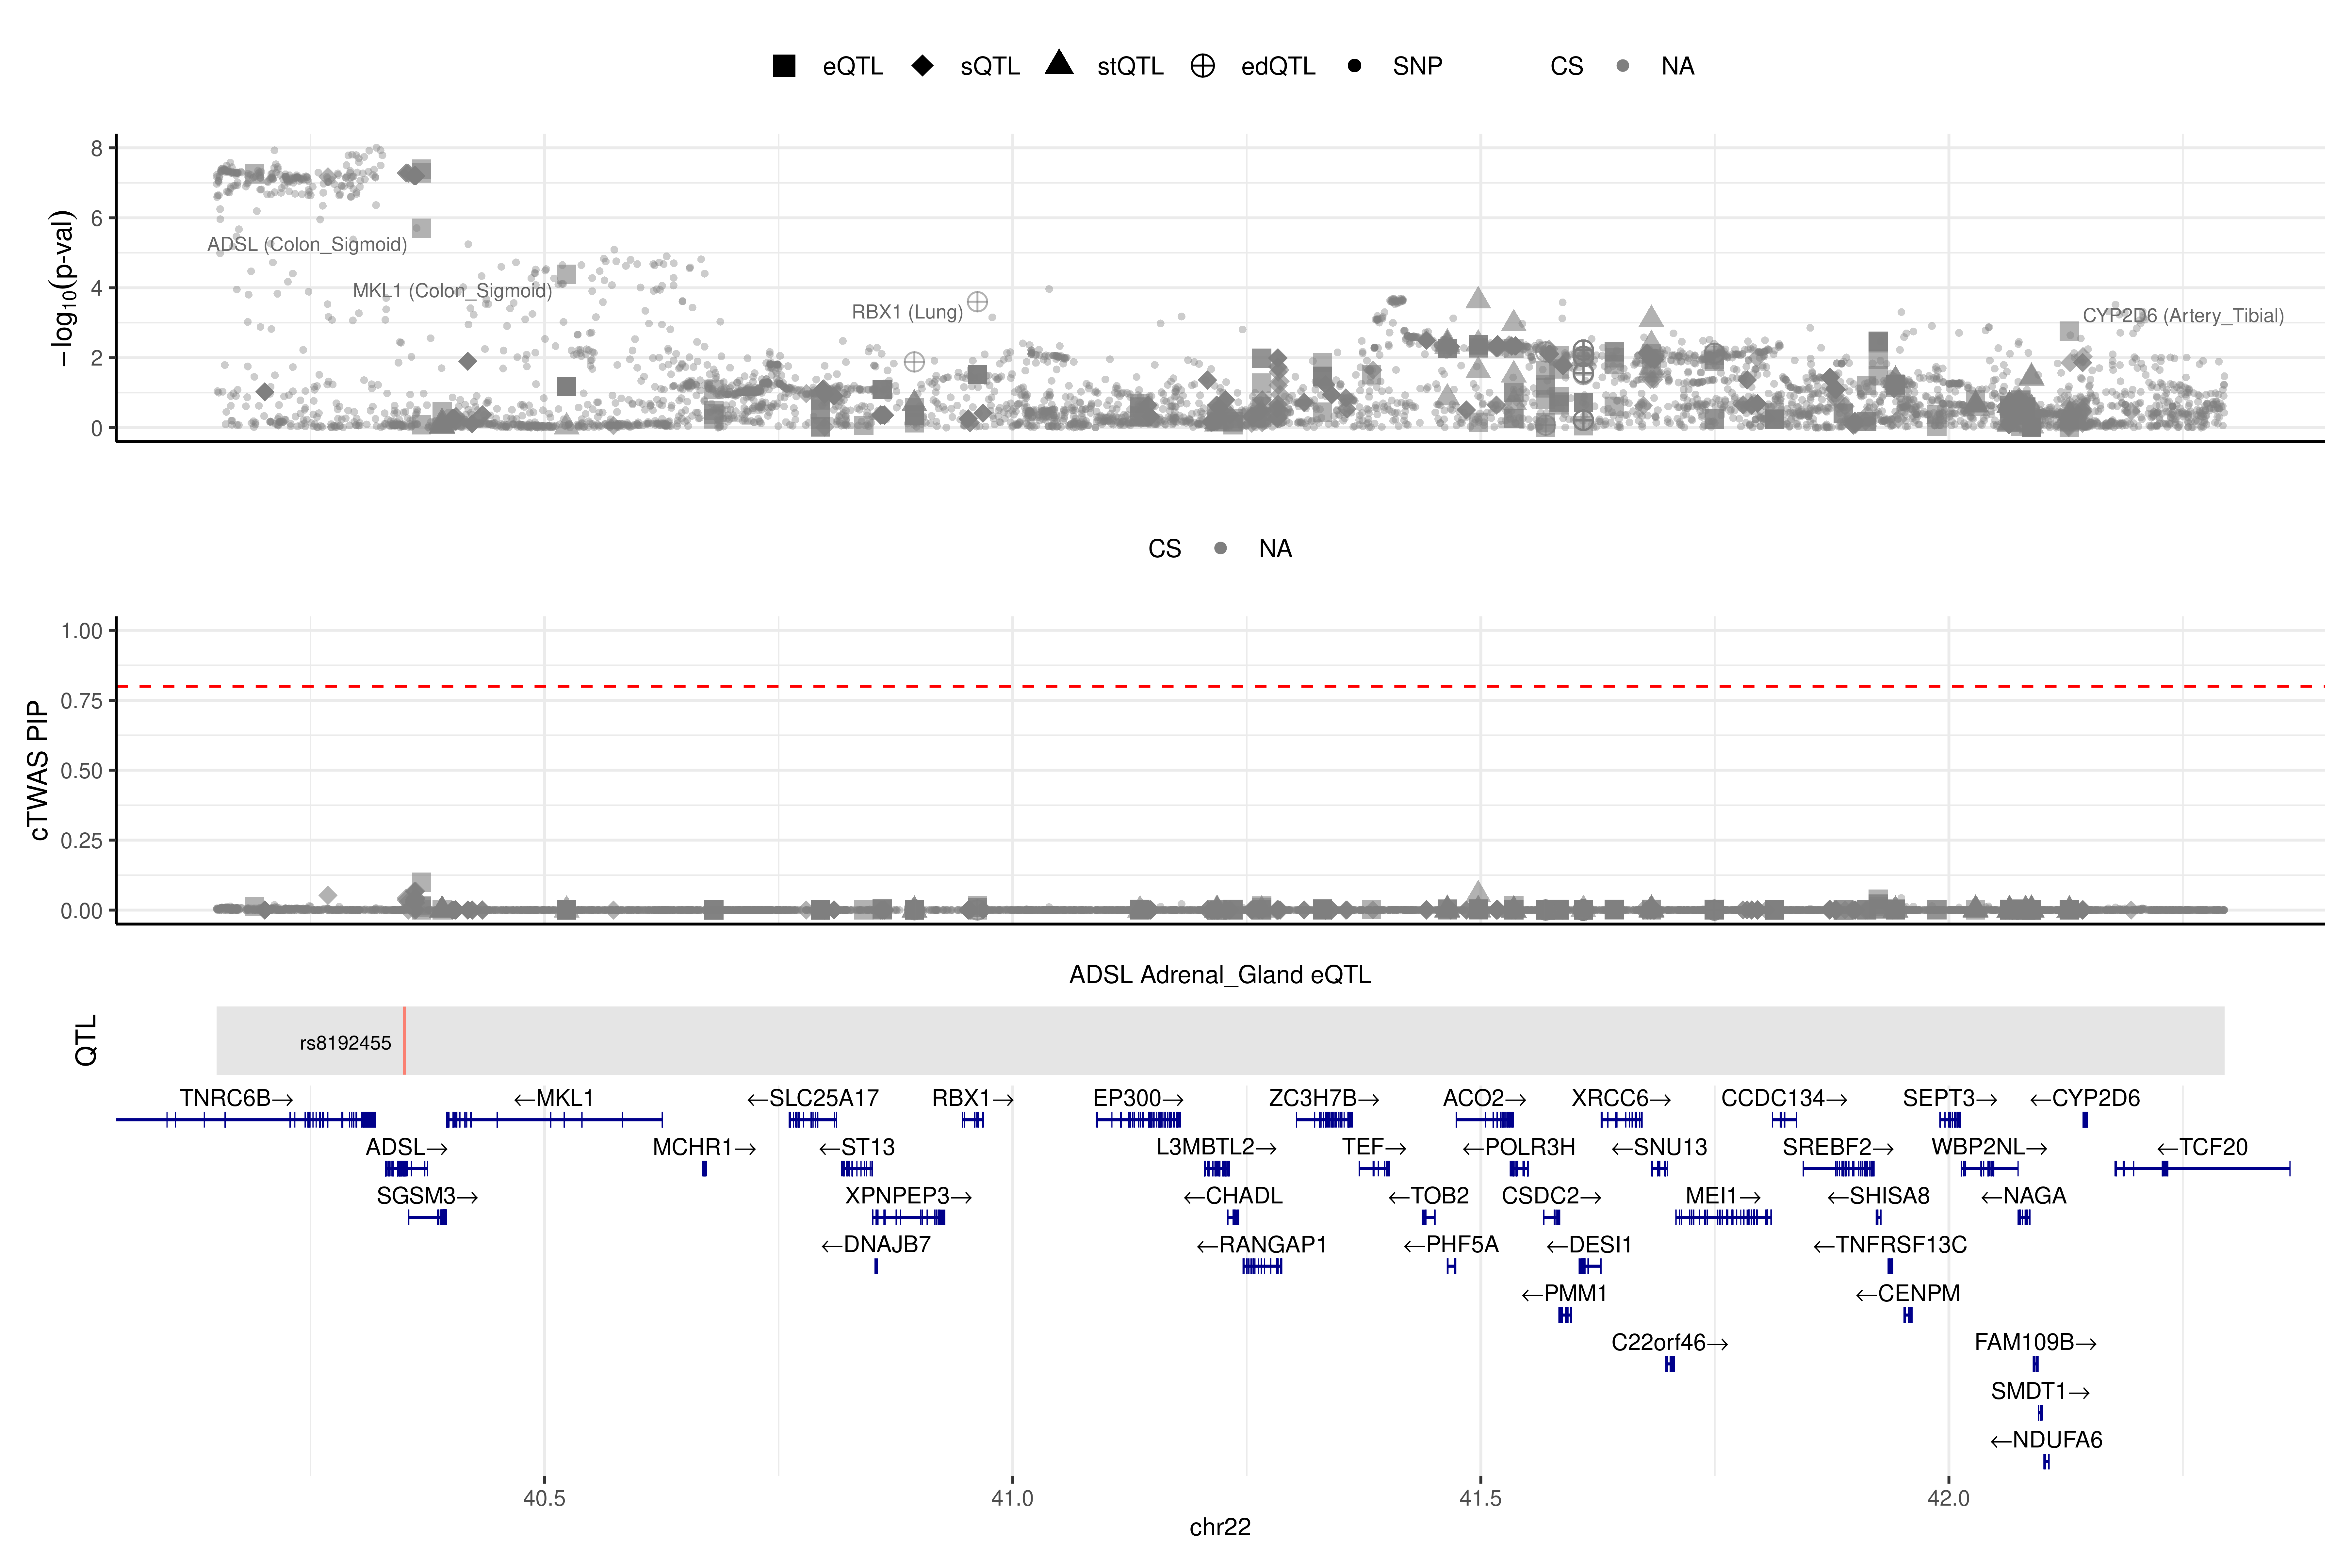 eQTL sQTL stQTL edQTL SNP CS NA
8
6
4
2
0
−log10(p-val)
ADSL (Colon_Sigmoid)
MKL1 (Colon_Sigmoid)
RBX1 (Lung)
CYP2D6 (Artery_Tibial)
CS NA
1.00
0.75
0.50
0.25
0.00
cTWAS PIP
ADSL Adrenal_Gland eQTL
QTL
rs8192455
TNRC6B→ ←MKL1 ←SLC25A17 RBX1→ EP300→ ZC3H7B→ ACO2→ XRCC6→ CCDC134→ SEPT3→ ←CYP2D6
ADSL→ MCHR1→ ←ST13 L3MBTL2→ TEF→ ←POLR3H ←SNU13 SREBF2→ WBP2NL→ ←TCF20
SGSM3→ XPNPEP3→ ←CHADL ←TOB2 CSDC2→ MEI1→ ←SHISA8 ←NAGA
←DNAJB7 ←RANGAP1 ←PHF5A ←DESI1 ←TNFRSF13C
←PMM1 ←CENPM
C22orf46→ FAM109B→
SMDT1→
←NDUFA6
40.5 41.0 41.5 42.0
chr22